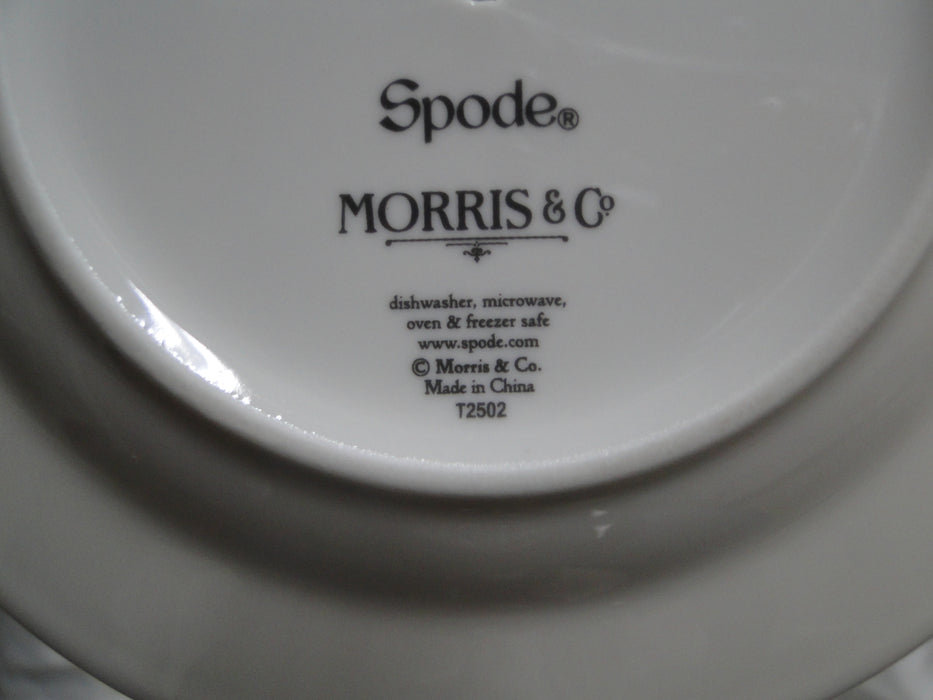 Spode®
MORRIS & Co
dishwasher, microwave,
oven & freezer safe
www.spode.com
© Morris & Co.
Made in China
T2502